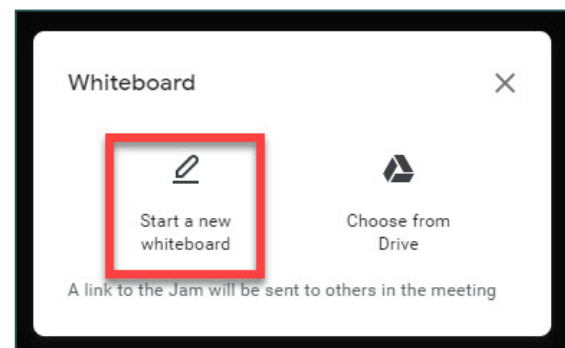 Whiteboard
Start a new
whiteboard
Choose from
Drive
A link to the Jam will be sent to others in the meeting